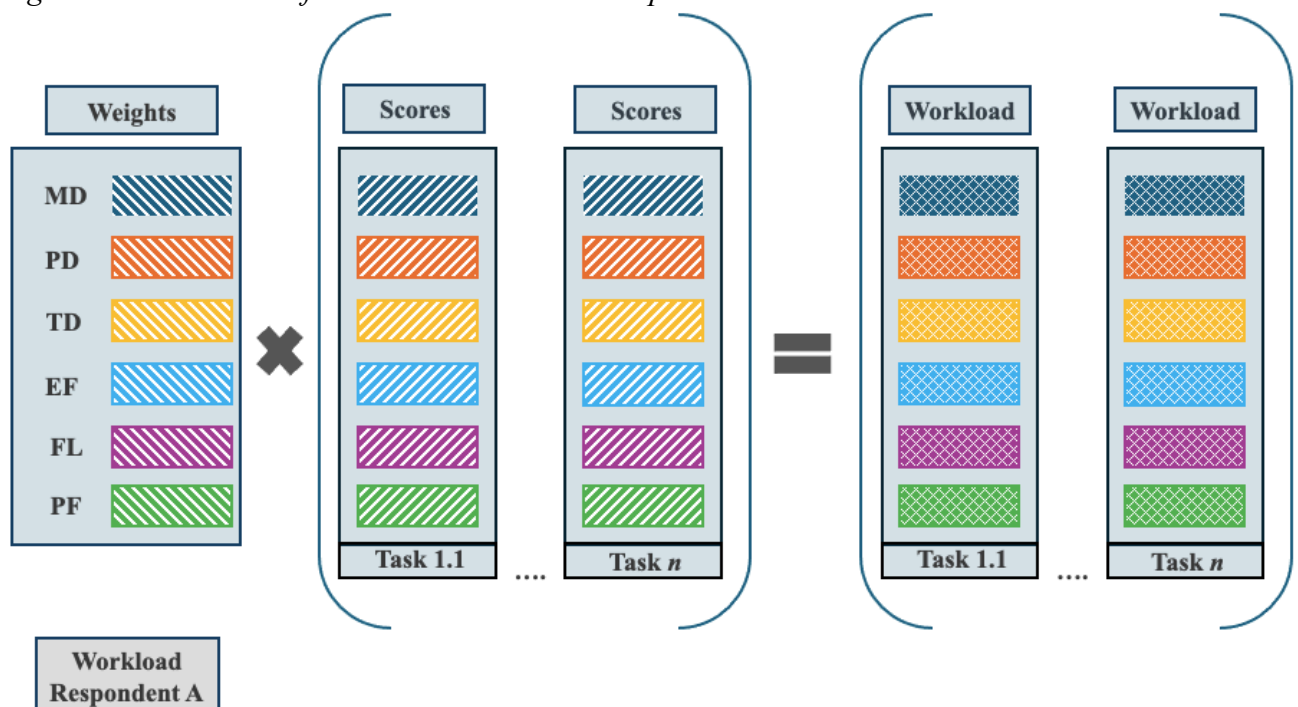 Weights
Scores
Scores
Workload
Workload
MD
PD
TD
EF
FL
PF
Task 1.1
....
Task n
Task 1.1
....
Task n
Workload
Respondent A